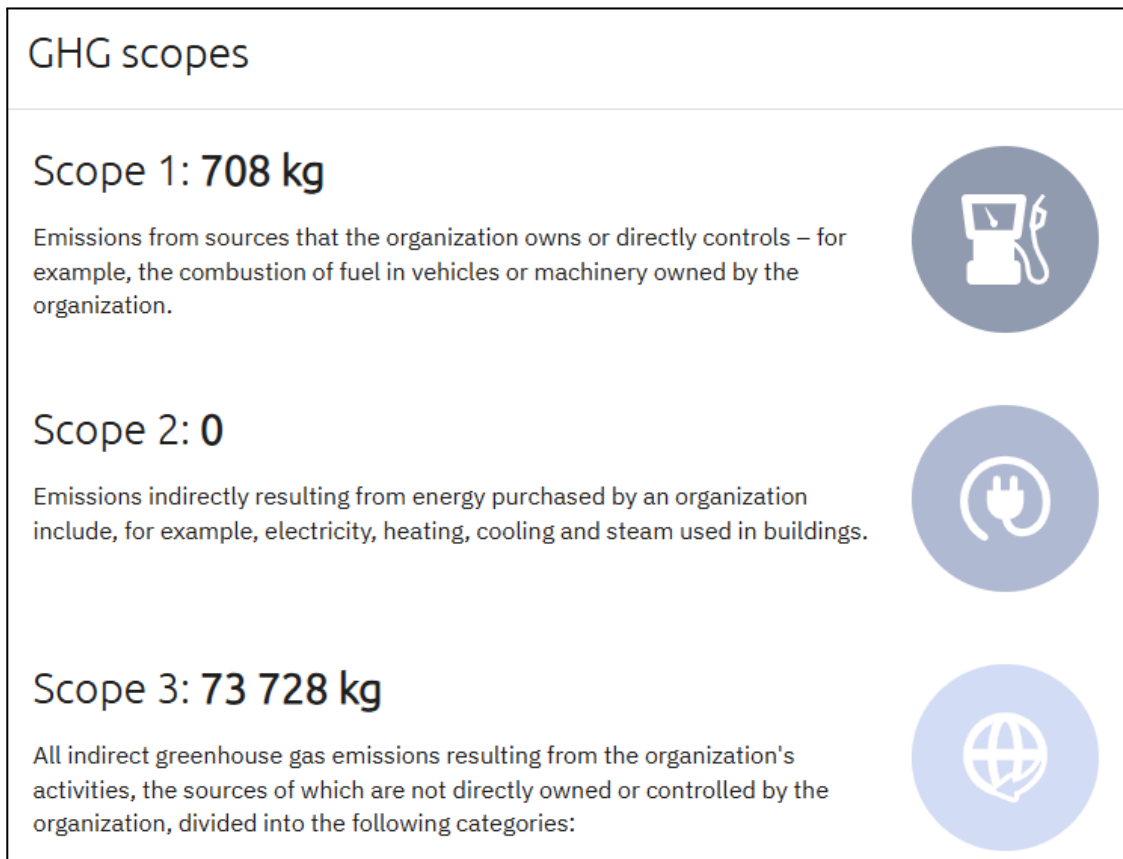 GHG scopes
Scope 1: 708 kg
Emissions from sources that the organization owns or directly controls – for
example, the combustion of fuel in vehicles or machinery owned by the
organization.
Scope 2: 0
Emissions indirectly resulting from energy purchased by an organization
include, for example, electricity, heating, cooling and steam used in buildings.
Scope 3: 73 728 kg
All indirect greenhouse gas emissions resulting from the organization's
activities, the sources of which are not directly owned or controlled by the
organization, divided into the following categories: